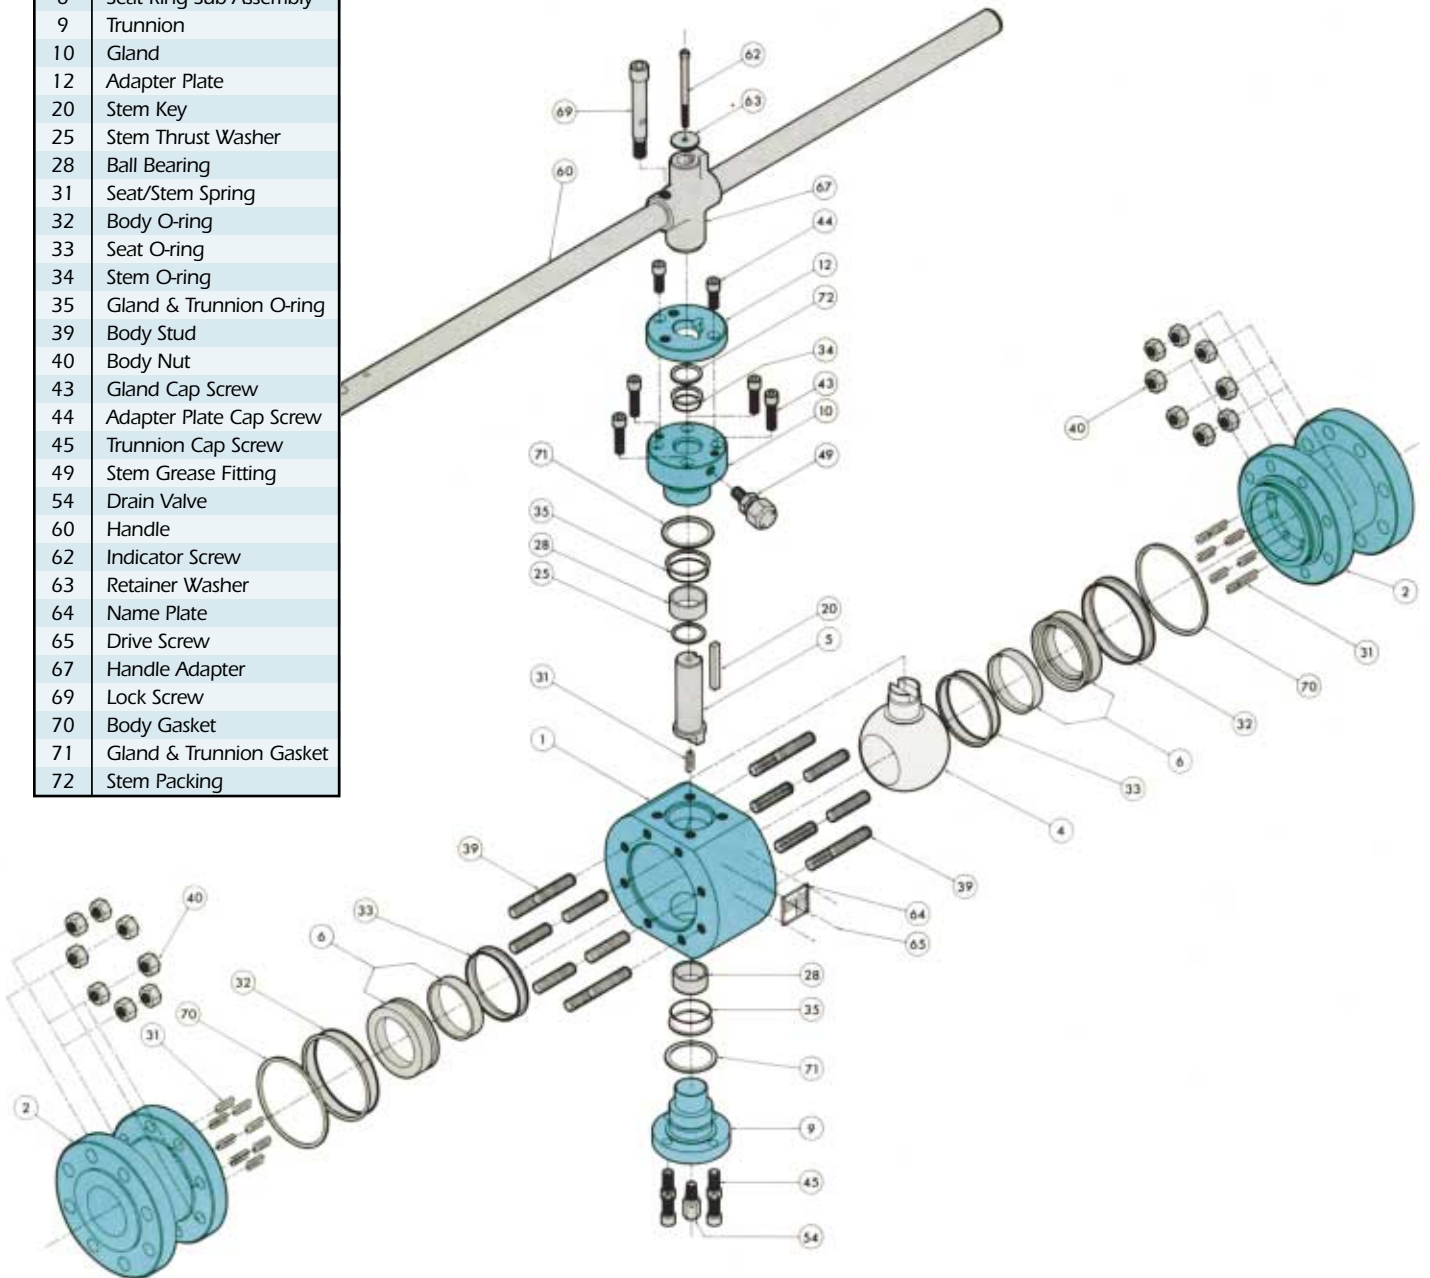 6 Seat Ring Sub Assembly
9 Trunnion
10 Gland
12 Adapter Plate
20 Stem Key
25 Stem Thrust Washer
28 Ball Bearing
31 Seat/Stem Spring
32 Body O-ring
33 Seat O-ring
34 Stem O-ring
35 Gland & Trunnion O-ring
39 Body Stud
40 Body Nut
43 Gland Cap Screw
44 Adapter Plate Cap Screw
45 Trunnion Cap Screw
49 Stem Grease Fitting
54 Drain Valve
60 Handle
62 Indicator Screw
63 Retainer Washer
64 Name Plate
65 Drive Screw
67 Handle Adapter
69 Lock Screw
70 Body Gasket
71 Gland & Trunnion Gasket
72 Stem Packing
62
63
69
60
67
44
12
72
34
43
10
49
71
35
28
25
20
5
31
1
40
2
31
70
32
6
33
4
39
39
64
65
40
33
6
32
70
31
2
28
35
71
9
45
54